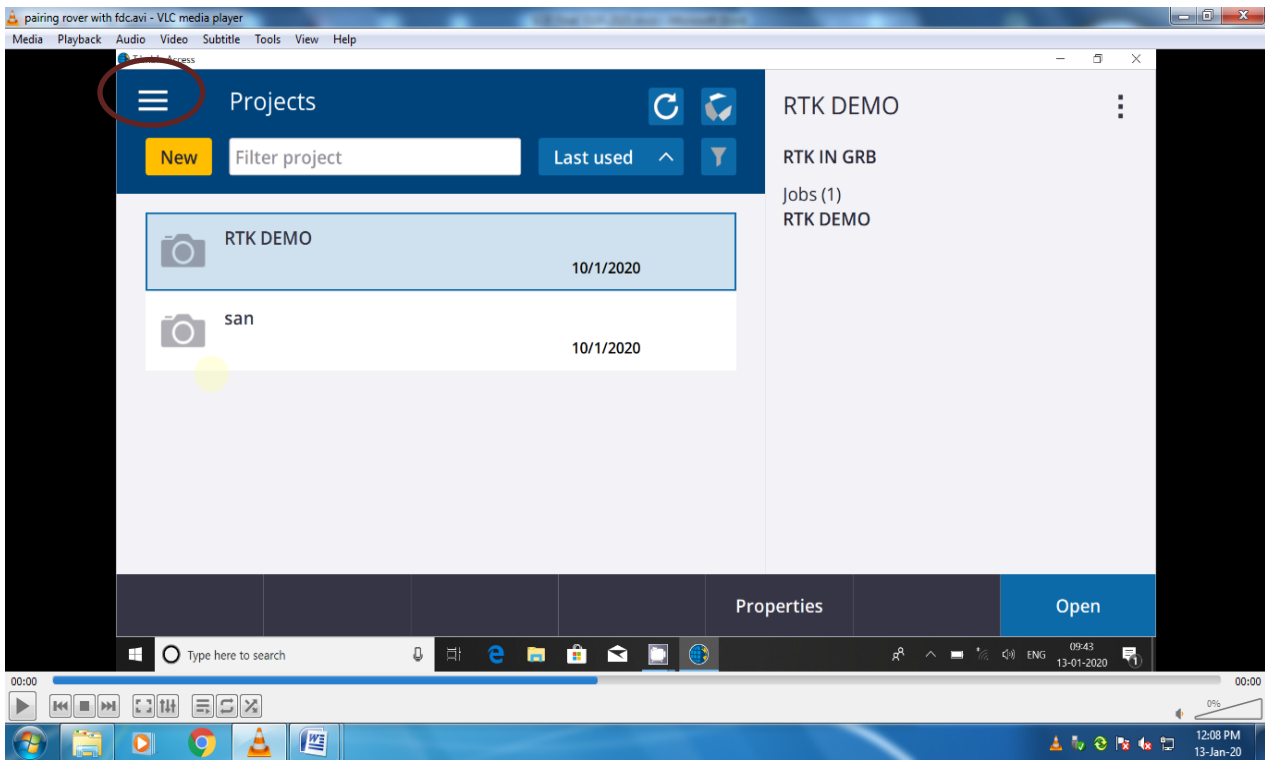 pairing rover with fdc.avi - VLC media player
Media Playback Audio Video Subtitle Tools View Help
Access
Projects
New
Filter project
Last used
RTK DEMO
10/1/2020
san
10/1/2020
RTK DEMO
RTK IN GRB
Jobs (1)
RTK DEMO
Properties
Open
Type here to search
ENG
09:43
13-01-2020
1
00:00
00:00
0%
12:08 PM
13-Jan-20